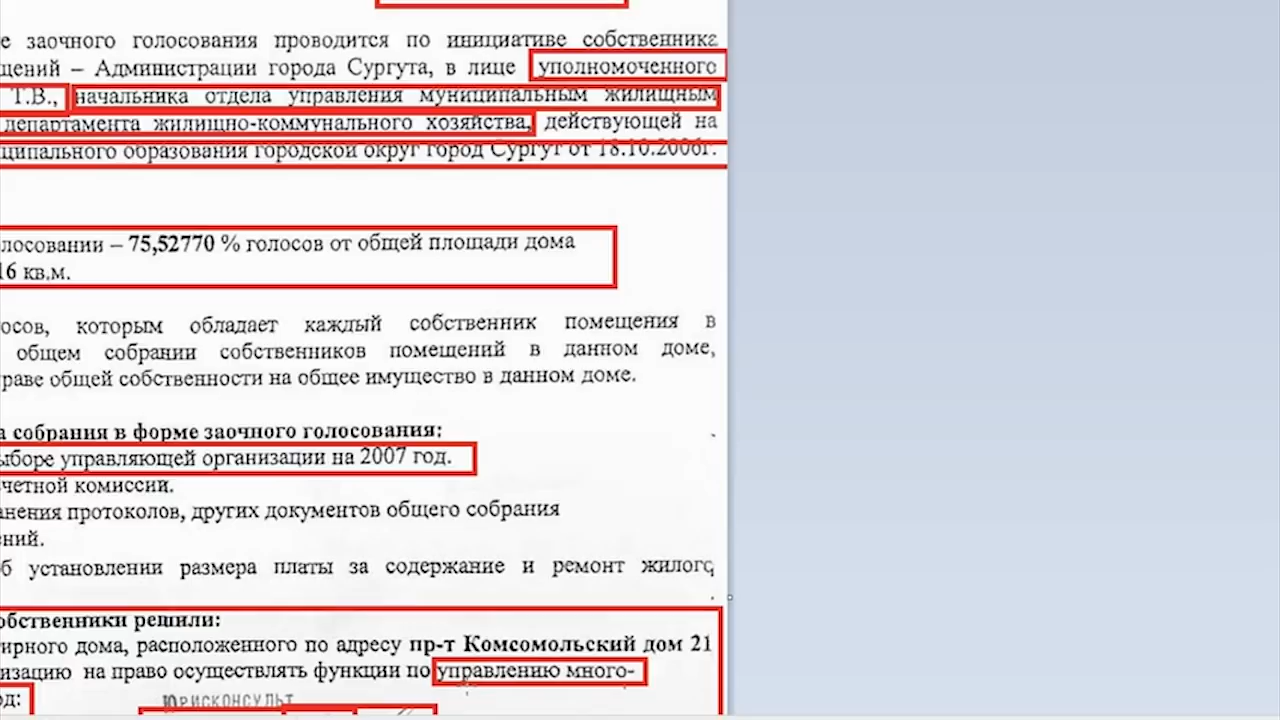 е заочного голосования проводится по инициативе собственника
щений – Администрации города Сургута, в лице уполномоченного
Т.В., начальника отдела управления муниципальным жилищным
департамента жилищно-коммунального хозяйства, действующей на
ципального образования городской округ город Сургут от 18.10.2006г.
лосовании – 75,52770 % голосов от общей площади дома
16 кв.м.
осов, которым обладает каждый собственник помещения в
общем собрании собственников помещений в данном доме,
раве общей собственности на общее имущество в данном доме.
а собрания в форме заочного голосования:
ыборе управляющей организации на 2007 год.
четной комиссии.
анения протоколов, других документов общего собрания
ений.
б установлении размера платы за содержание и ремонт жилого
обственники решили:
ирного дома, расположенного по адресу пр-т Комсомольский дом 21
изацию на право осуществлять функции по управлению много-
од:
ЮРИСКОНСУЛЬТ